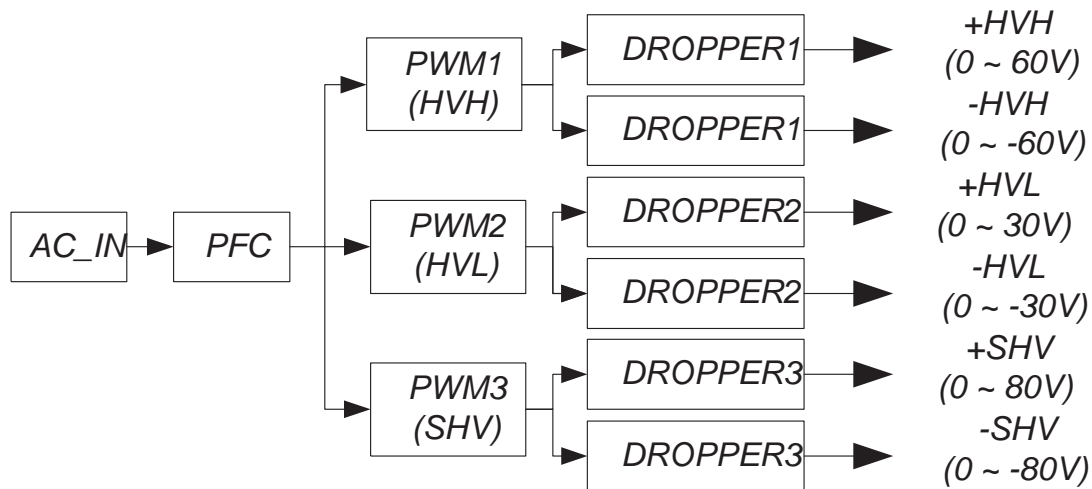 AC_IN
PFC
PWM1
(HVH)
PWM2
(HVL)
PWM3
(SHV)
DROPPER1
DROPPER1
DROPPER2
DROPPER2
DROPPER3
DROPPER3
+HVH
(0 ~ 60V)
-HVH
(0 ~ -60V)
+HVL
(0 ~ 30V)
-HVL
(0 ~ -30V)
+SHV
(0 ~ 80V)
-SHV
(0 ~ -80V)